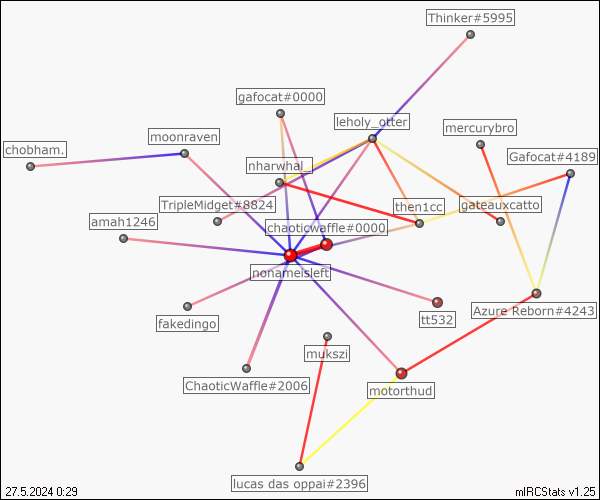 Thinker#5995
gafocat#0000
leholy_otter
mercurybro
moonraven
chobham.
Gafocat#4189
nharwhal_
TripleMidget#8824
then1cc
gateauxcatto
amah1246
chaoticwaffle#0000
nonameisleft
Azure Reborn#4243
fakedingo
tt532
mukszi
ChaoticWaffle#2006
motorthud
lucas das oppai#2396
27.5.2024 0:29
mIRCStats v1.25